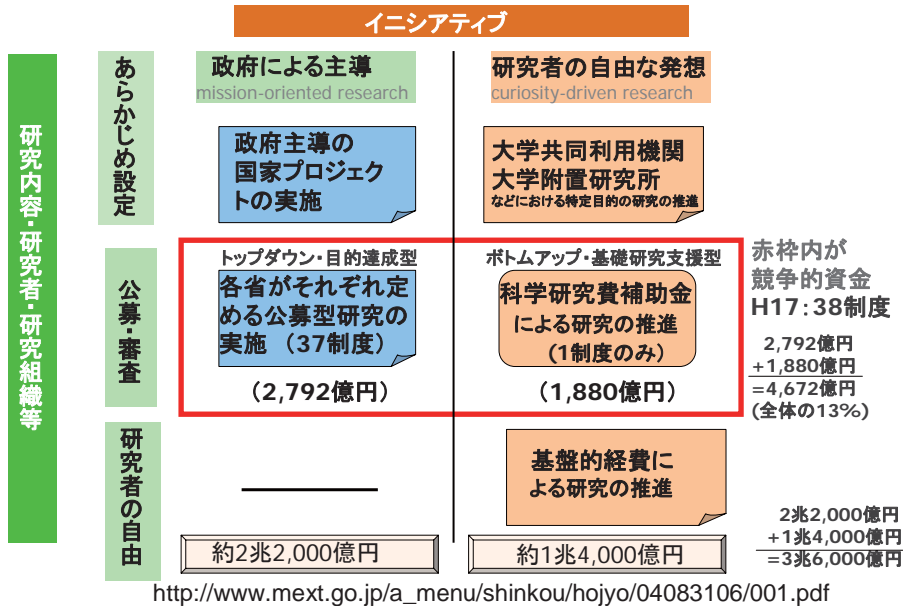 イニシアティブ
研究内容・研究者・研究組織等
あらかじめ設定
政府による主導
mission-oriented research
研究者の自由な発想
curiosity-driven research
政府主導の
国家プロジェク
トの実施
大学共同利用機関
大学附置研究所
などにおける特定目的の研究の推進
公募・審査
トップダウン・目的達成型
各省がそれぞれ定
める公募型研究の
実施 （37制度）
（2,792億円）
ボトムアップ・基礎研究支援型
科学研究費補助金
による研究の推進
（1制度のみ）
（1,880億円）
赤枠内が
競争的資金
H17：38制度
2,792億円
+1,880億円
=4,672億円
(全体の13%)
研究者の自由
基盤的経費に
よる研究の推進
約2兆2,000億円
約1兆4,000億円
2兆2,000億円
+1兆4,000億円
=3兆6,000億円
http://www.mext.go.jp/a_menu/shinkou/hojyo/04083106/001.pdf